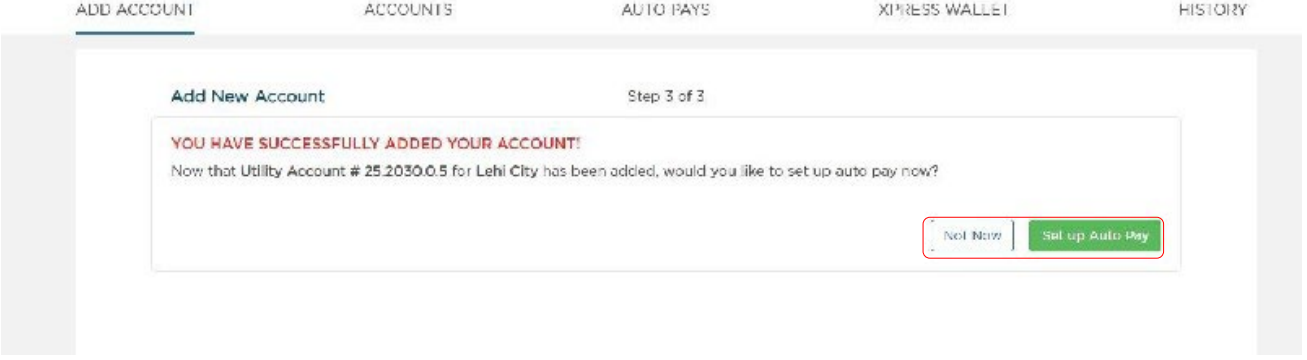 ADD ACCOUNT ACCOUNTS AUTO PAYS XPRESS WALLET HISTORY
Add New Account Step 3 of 3
YOU HAVE SUCCESSFULLY ADDED YOUR ACCOUNT!
Now that Utility Account # 25.2030.0.5 for Lehi City has been added, would you like to set up auto pay now?
Not Now Set up Auto Pay